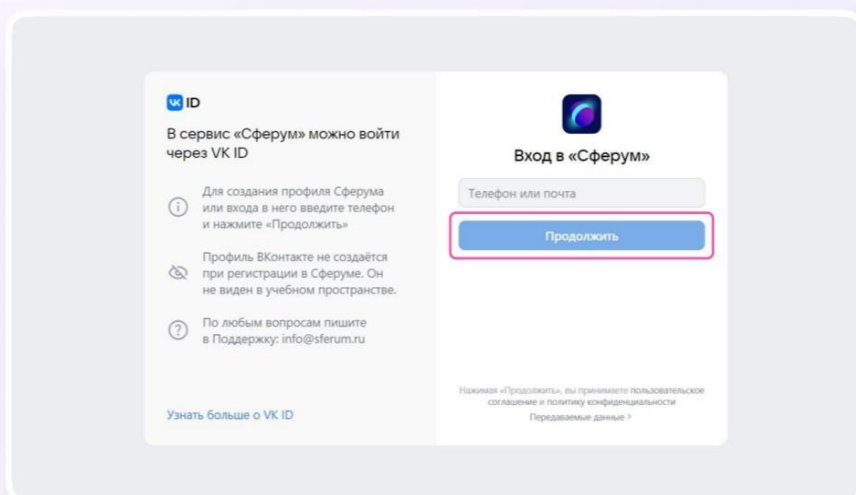 VK ID
В сервис «Сферум» можно войти
через VK ID
Для создания профиля Сферума
или входа в него введите телефон
и нажмите «Продолжить»
Профиль ВКонтакте не создаётся
при регистрации в Сферуме. Он
не виден в учебном пространстве.
По любым вопросам пишите
в Поддержку: info@sferum.ru
Узнать больше о VK ID
Вход в «Сферум»
Телефон или почта
Продолжить
Нажимая «Продолжить», вы принимаете пользовательское
соглашение и политику конфиденциальности
Передаваемые данные >